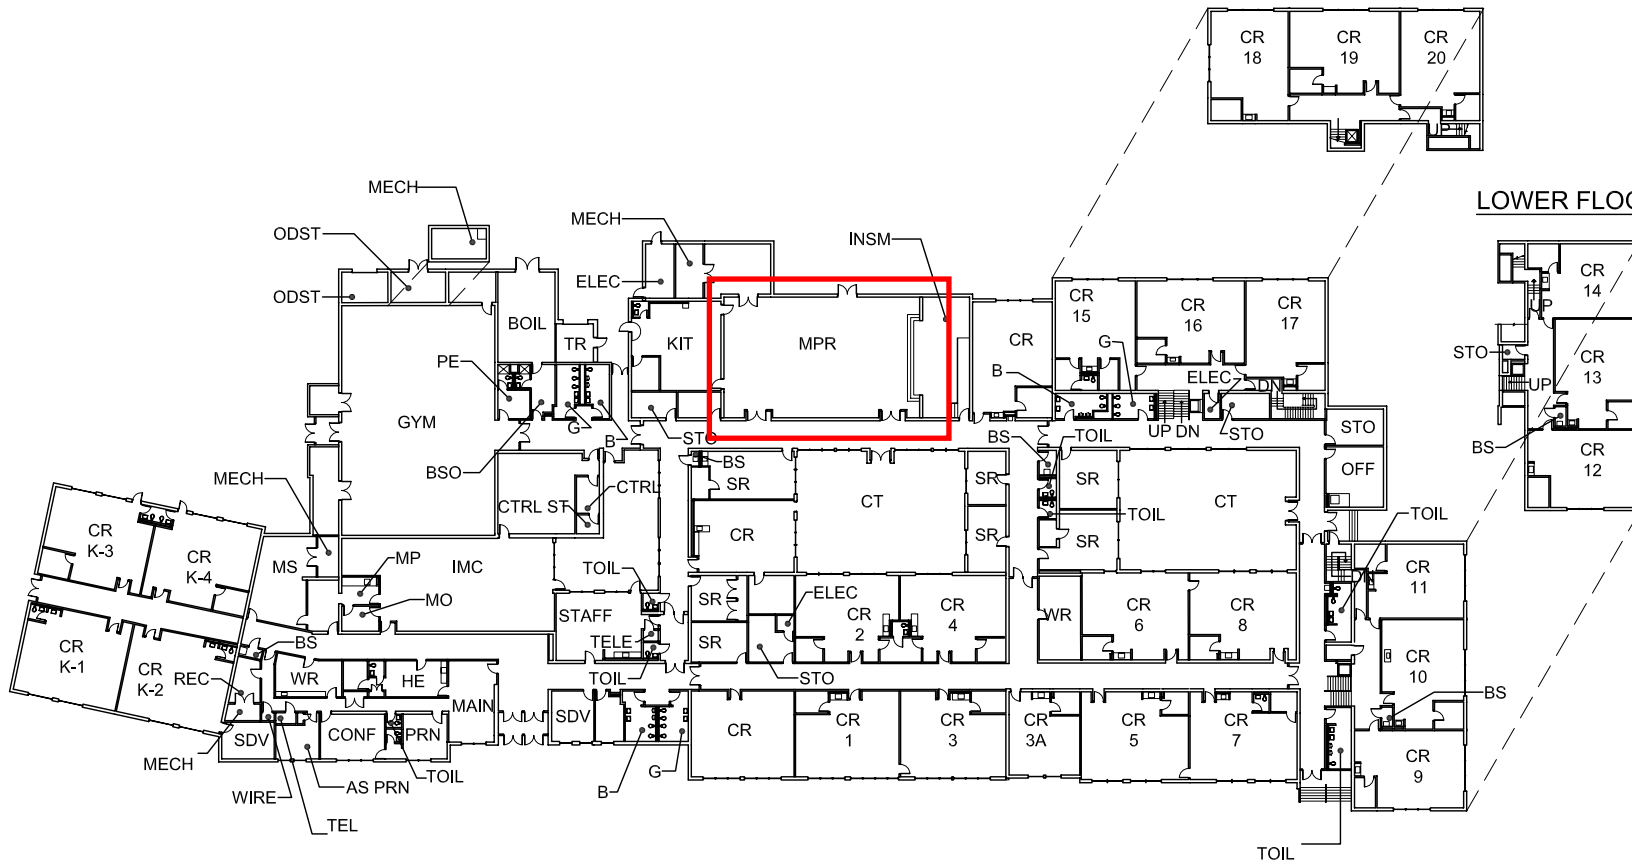 CR
18
CR
19
CR
20
LOWER FLOO
MECH
ODST
ODST
MECH
ELEC
INSM
BOIL
TR
PE
KIT
MPR
CR
CR
15
CR
16
CR
17
G
B
ELEC
DN
UP
DN
STO
CR
14
UP
STO
CR
13
UP
BS
CR
12
GYM
G
B
BSO
STO
BS
BS
TOIL
STO
OFF
MECH
CTRL ST
CTRL
SR
CT
SR
SR
CT
CR
SR
SR
TOIL
TOIL
CR
K-3
CR
K-4
MS
MP
IMC
MO
TOIL
STAFF
TELE
TOIL
SR
SR
ELEC
CR
2
CR
4
STO
WR
CR
6
CR
8
CR
11
CR
10
BS
CR
K-1
CR
K-2
BS
REC
WR
HE
MAIN
SDV
CONF
PRN
MECH
TOIL
WIRE
AS PRN
TEL
SDV
B
G
CR
CR
1
CR
3
CR
3A
CR
5
CR
7
CR
9
TOIL